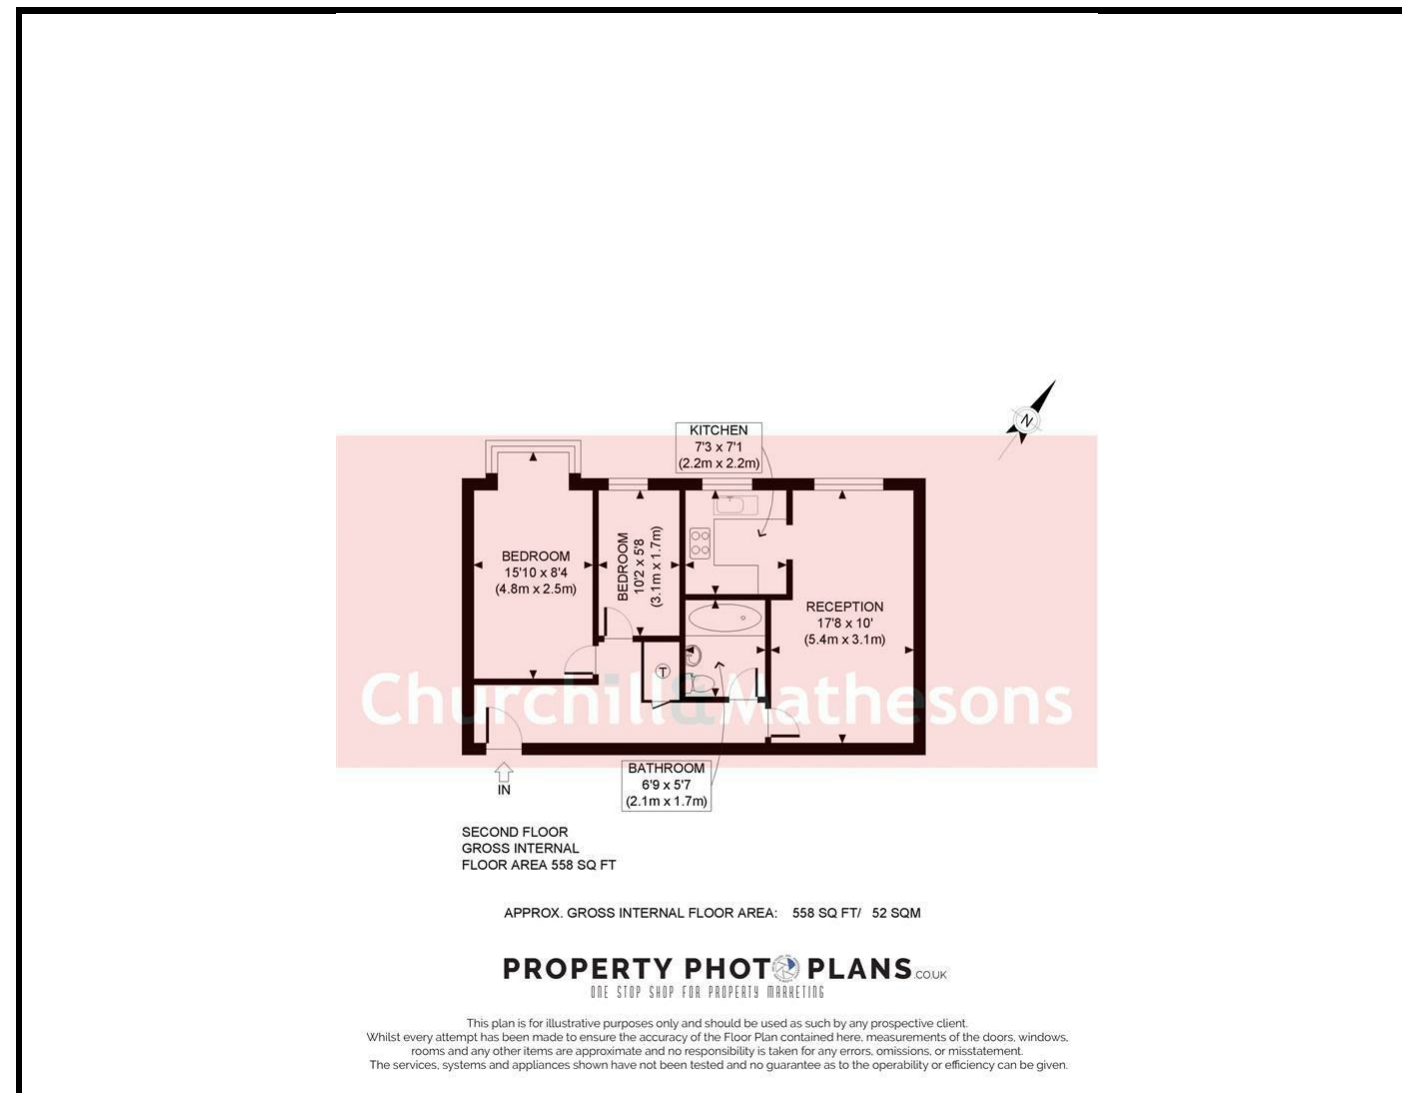 N
KITCHEN
7'3 x 7'1
(2.2m x 2.2m)
BEDROOM
15'10 x 8'4
(4.8m x 2.5m)
BEDROOM
10'2 x 5'8
(3.1m x 1.7m)
RECEPTION
17'8 x 10'
(5.4m x 3.1m)
T
Churchill&Mathesons
BATHROOM
6'9 x 5'7
(2.1m x 1.7m)
IN
SECOND FLOOR
GROSS INTERNAL
FLOOR AREA 558 SQ FT
APPROX. GROSS INTERNAL FLOOR AREA: 558 SQ FT/ 52 SQM
PROPERTY PHOTO PLANS.CO.UK
ONE STOP SHOP FOR PROPERTY MARKETING
This plan is for illustrative purposes only and should be used as such by any prospective client.
Whilst every attempt has been made to ensure the accuracy of the Floor Plan contained here, measurements of the doors, windows,
rooms and any other items are approximate and no responsibility is taken for any errors, omissions, or misstatement.
The services, systems and appliances shown have not been tested and no guarantee as to the operability or efficiency can be given.